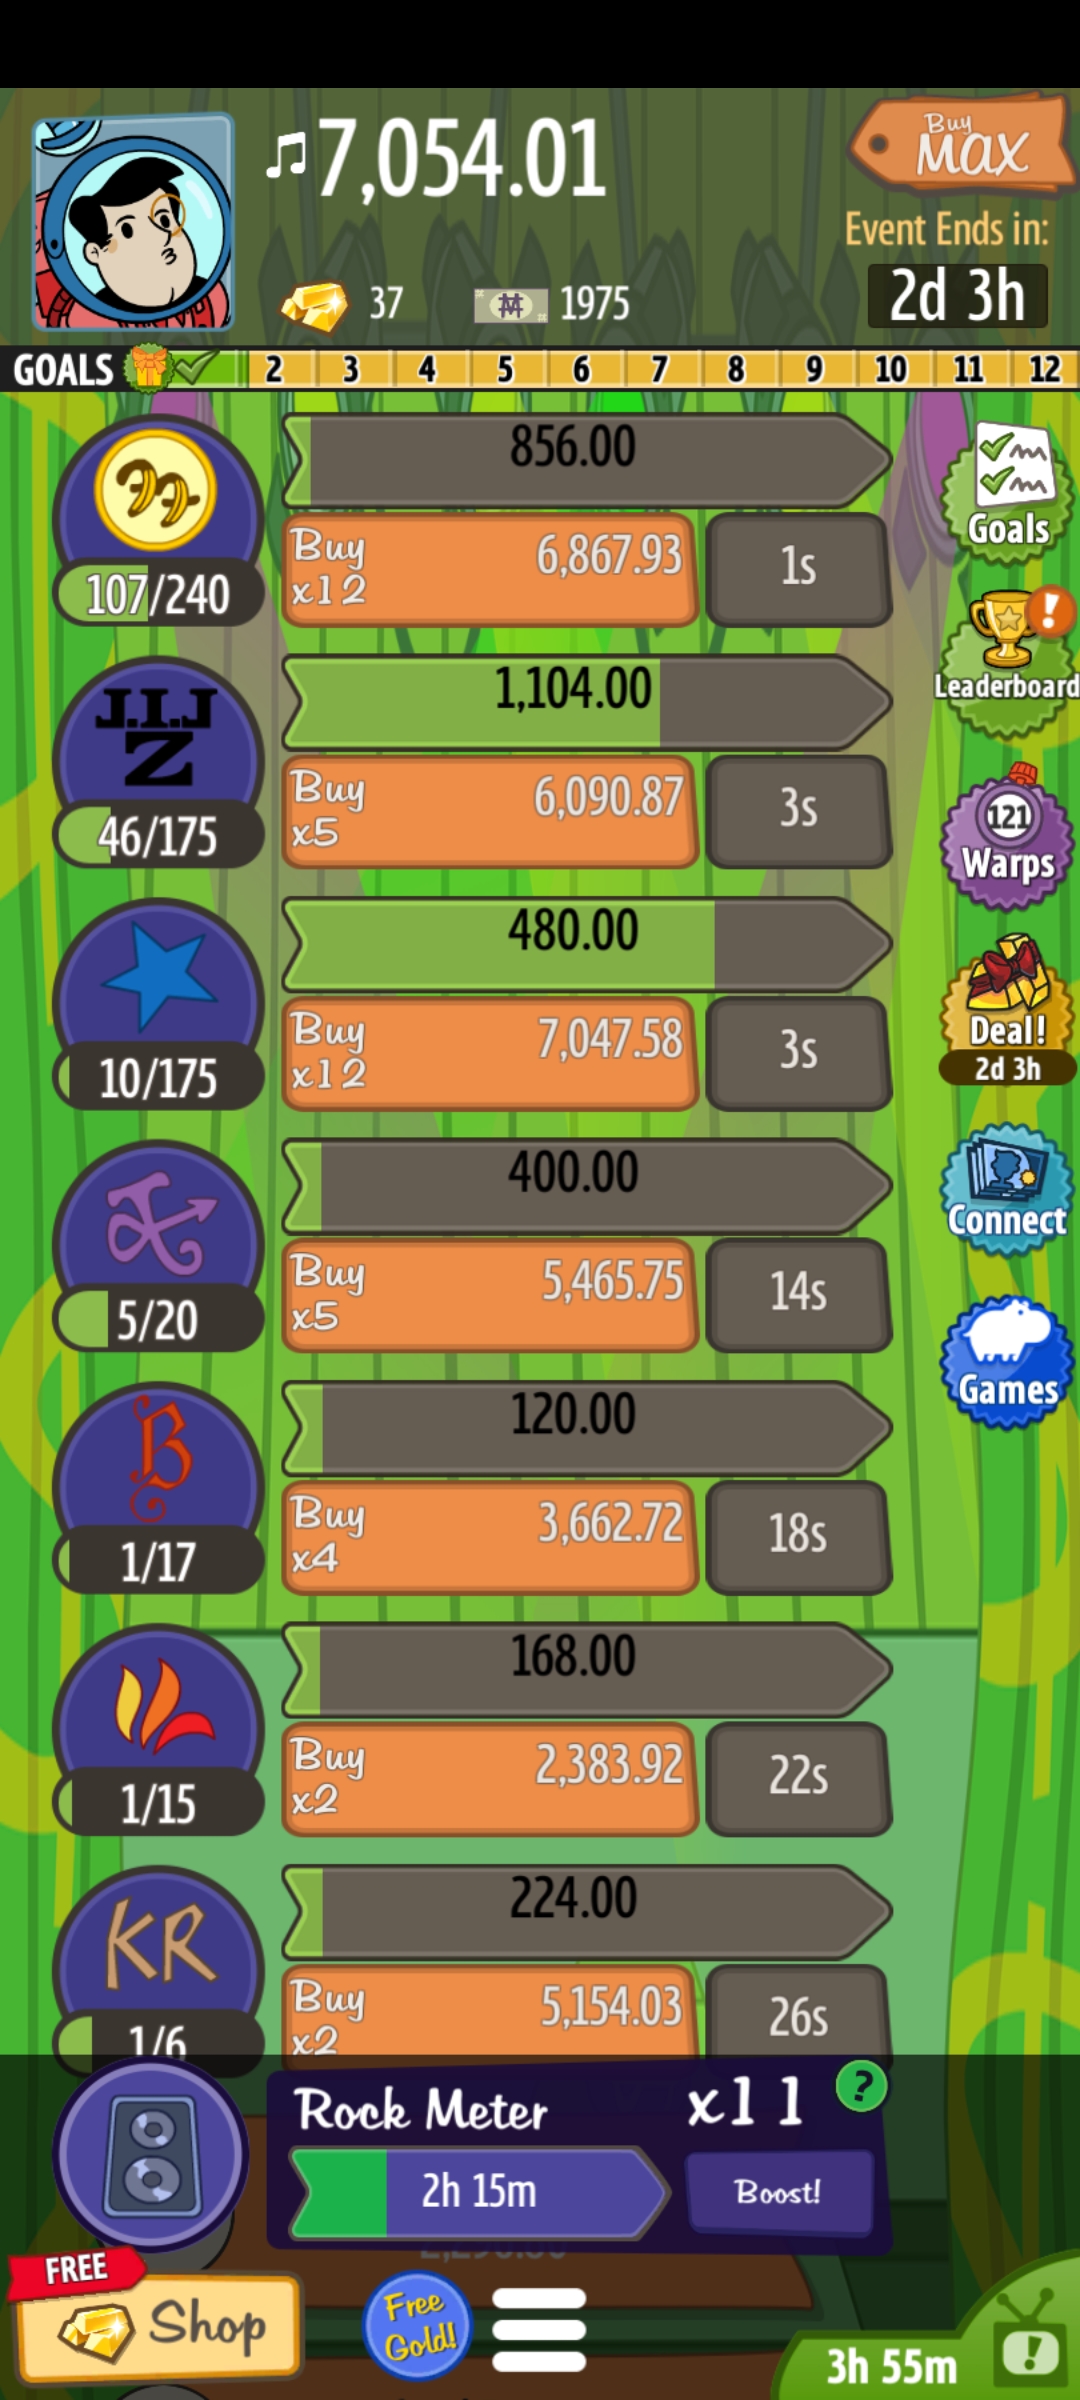 7,054.01
Buy
MAX
Event Ends in:
2d 3h
37
1975
GOALS 2 3 4 5 6 7 8 9 10 11 12
856.00
Buy
x12
6,867.93
1s
107/240
Goals
J.I.J
Z
1,104.00
Buy
x5
6,090.87
3s
46/175
Leaderboard
121
Warps
480.00
Buy
x12
7,047.58
3s
10/175
Deal!
2d 3h
400.00
Buy
x5
5,465.75
14s
5/20
Connect
B
120.00
Buy
x4
3,662.72
18s
1/17
Games
168.00
Buy
x2
2,383.92
22s
1/15
KR
224.00
Buy
x2
5,154.03
26s
1/6
Rock Meter
x11
?
2h 15m
Boost!
FREE
Shop
Free
Gold!
3h 55m